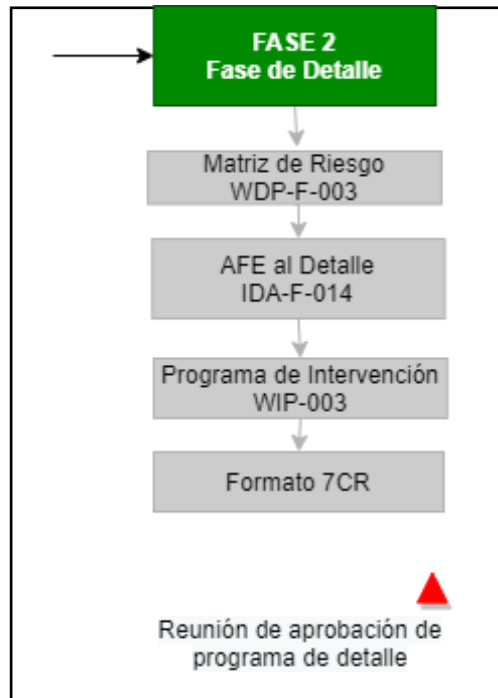 FASE 2
Fase de Detalle
Matriz de Riesgo
WDP-F-003
AFE al Detalle
IDA-F-014
Programa de Intervención
WIP-003
Formato 7CR
Reunión de aprobación de
programa de detalle